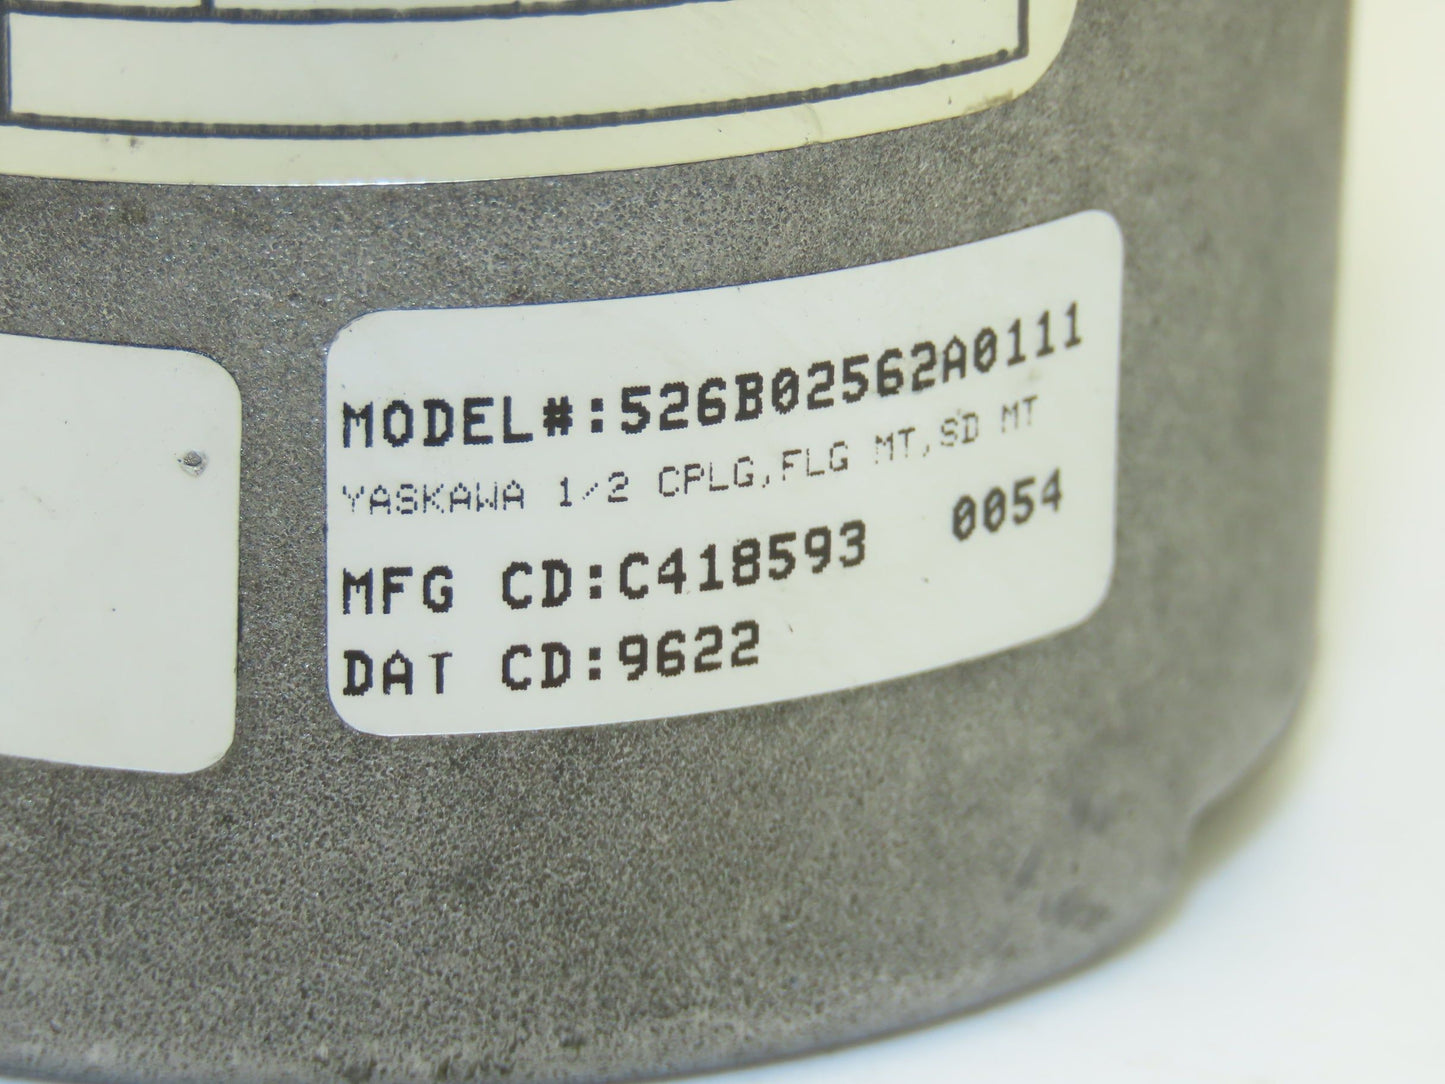 MODEL#:526B02562A0111
YASKAWA 1/2 CPLG,FLG MT,SD MT
MFG CD:C418593 0054
DAT CD:9622